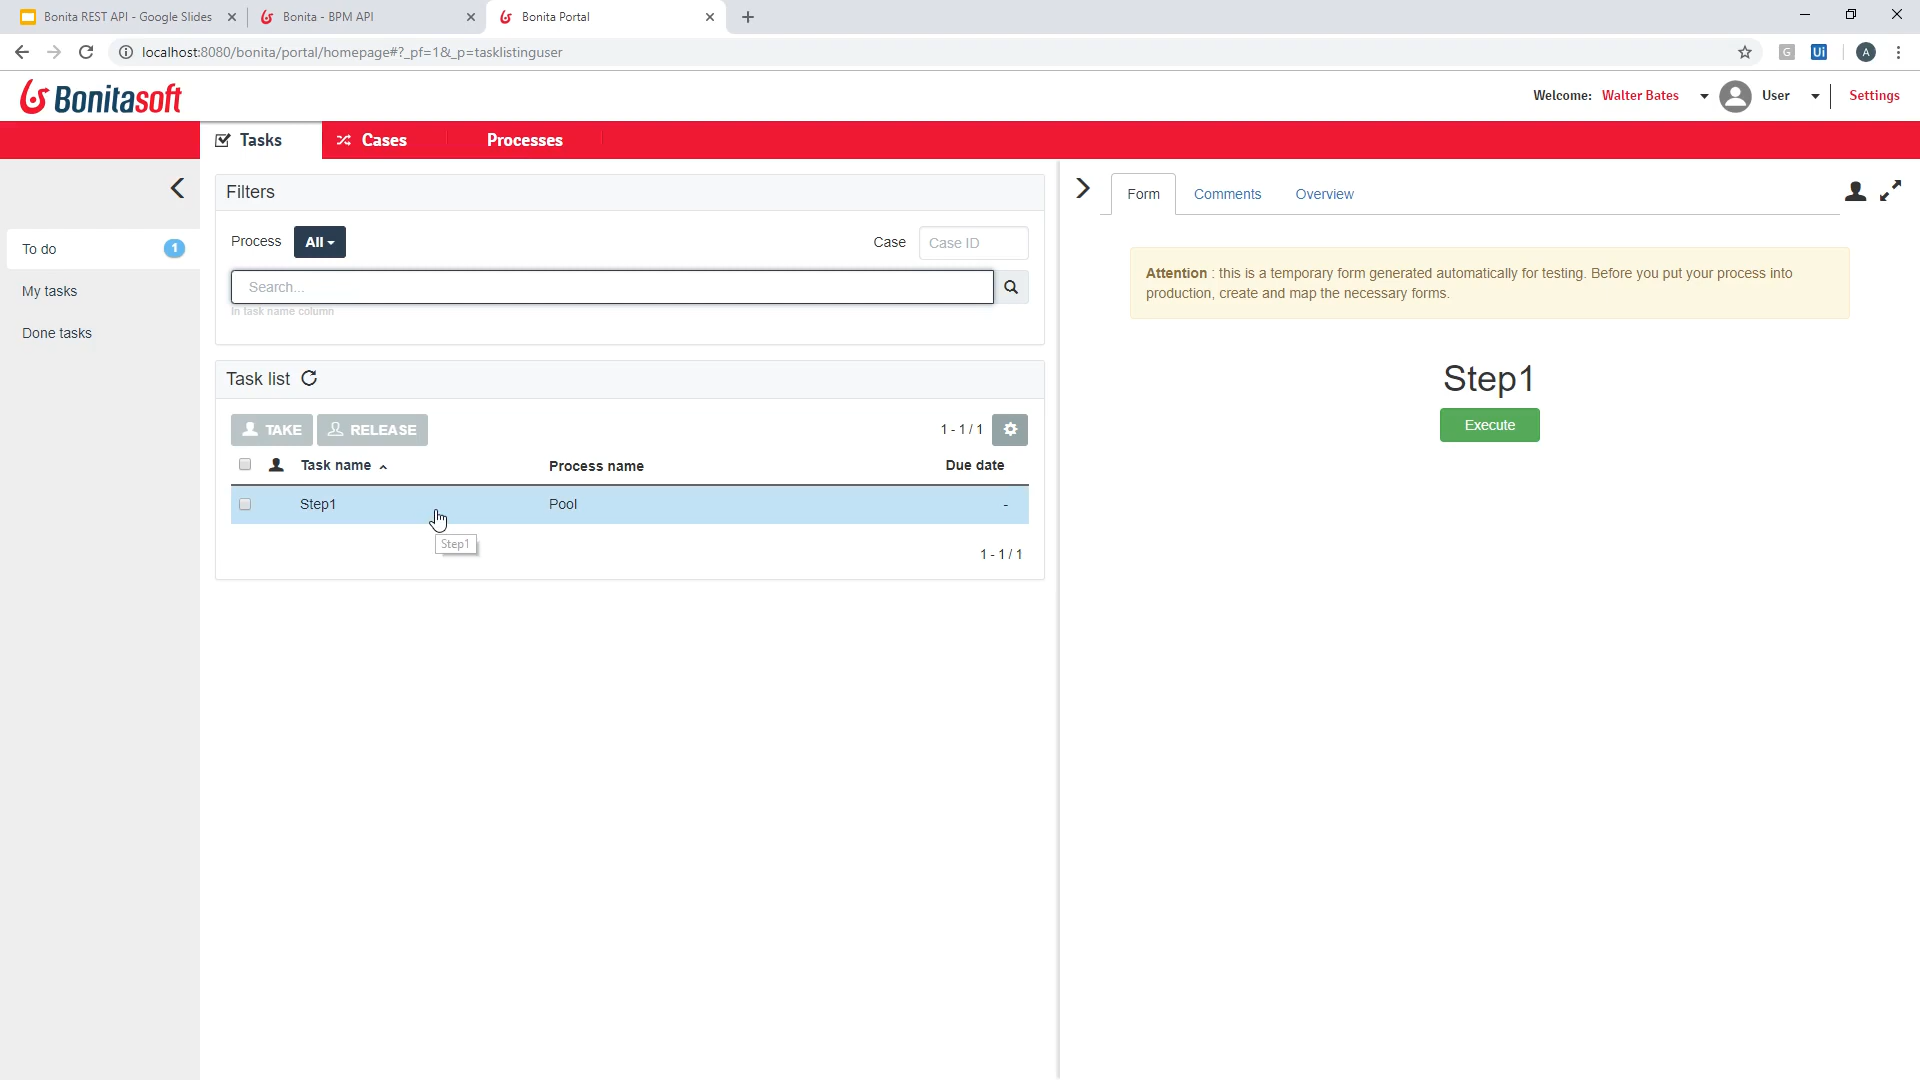 Bonita REST API - Google Slides
Bonita - BPM API
Bonita Portal
localhost:8080/bonita/portal/homepage#?_pf=1&_p=tasklistinguser
G
Ui
A
Bonitasoft
Welcome: Walter Bates
User
Settings
Tasks
Cases
Processes
To do
1
My tasks
Done tasks
Filters
Process
All
Case
Case ID
Search...
In task name column
Task list
TAKE
RELEASE
1 - 1 / 1
Task name
Process name
Due date
Step1
Pool
-
Step1
1 - 1 / 1
Form
Comments
Overview
Attention : this is a temporary form generated automatically for testing. Before you put your process into
production, create and map the necessary forms.
Step1
Execute